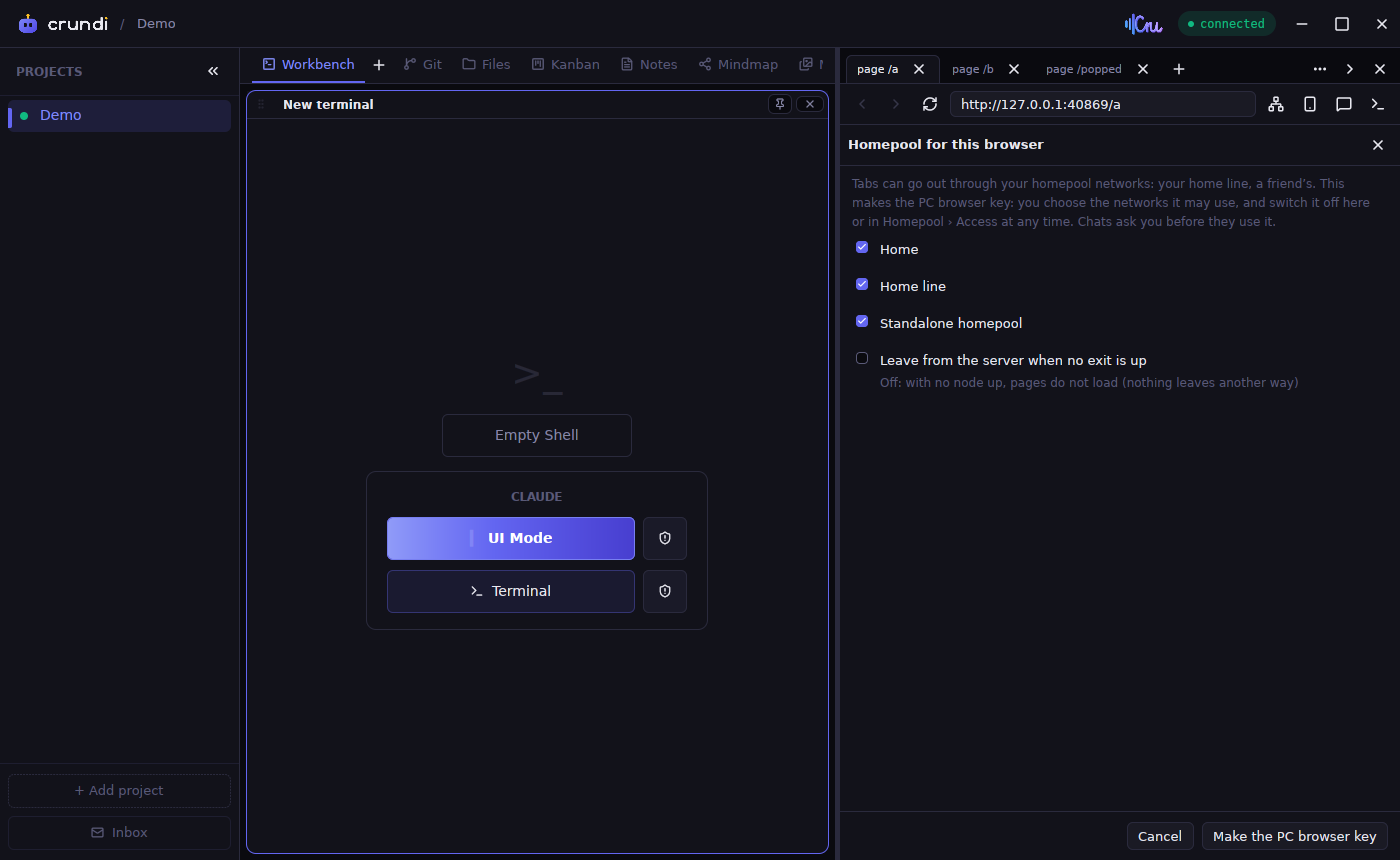 crundi / Demo
Cru
connected
PROJECTS
Demo
+ Add project
Inbox
Workbench
Git
Files
Kanban
Notes
Mindmap
New terminal
>_
Empty Shell
CLAUDE
UI Mode
Terminal
page /a
page /b
page /popped
http://127.0.0.1:40869/a
Homepool for this browser
Tabs can go out through your homepool networks: your home line, a friend's. This
makes the PC browser key: you choose the networks it may use, and switch it off here
or in Homepool › Access at any time. Chats ask you before they use it.
Home
Home line
Standalone homepool
Leave from the server when no exit is up
Off: with no node up, pages do not load (nothing leaves another way)
Cancel
Make the PC browser key